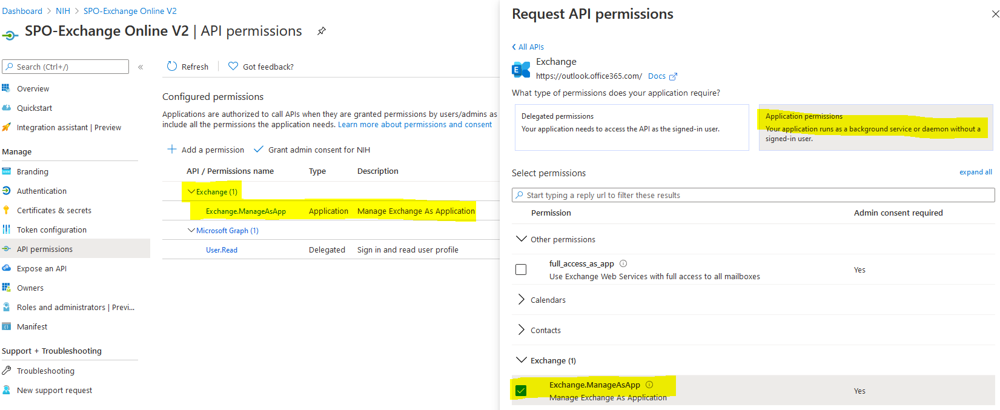 Dashboard > NIH > SPO-Exchange Online V2
SPO-Exchange Online V2 | API permissions
Search (Ctrl+/)
«
Overview
Quickstart
Integration assistant | Preview
Manage
Branding
Authentication
Certificates & secrets
Token configuration
API permissions
Expose an API
Owners
Roles and administrators | Previ...
Manifest
Support + Troubleshooting
Troubleshooting
New support request
Refresh
Got feedback?
Configured permissions
Applications are authorized to call APIs when they are granted permissions by users/admins as
include all the permissions the application needs. Learn more about permissions and consent
Add a permission
Grant admin consent for NIH
API / Permissions name Type Description
Exchange (1)
Exchange.ManageAsApp Application Manage Exchange As Application
Microsoft Graph (1)
User.Read Delegated Sign in and read user profile
Request API permissions
All APIs
Exchange
https://outlook.office365.com/ Docs
What type of permissions does your application require?
Delegated permissions
Your application needs to access the API as the signed-in user.
Application permissions
Your application runs as a background service or daemon without a
signed-in user.
Select permissions
expand all
Start typing a reply url to filter these results
Permission Admin consent required
Other permissions
full_access_as_app
Use Exchange Web Services with full access to all mailboxes
Yes
Calendars
Contacts
Exchange (1)
Exchange.ManageAsApp
Manage Exchange As Application
Yes